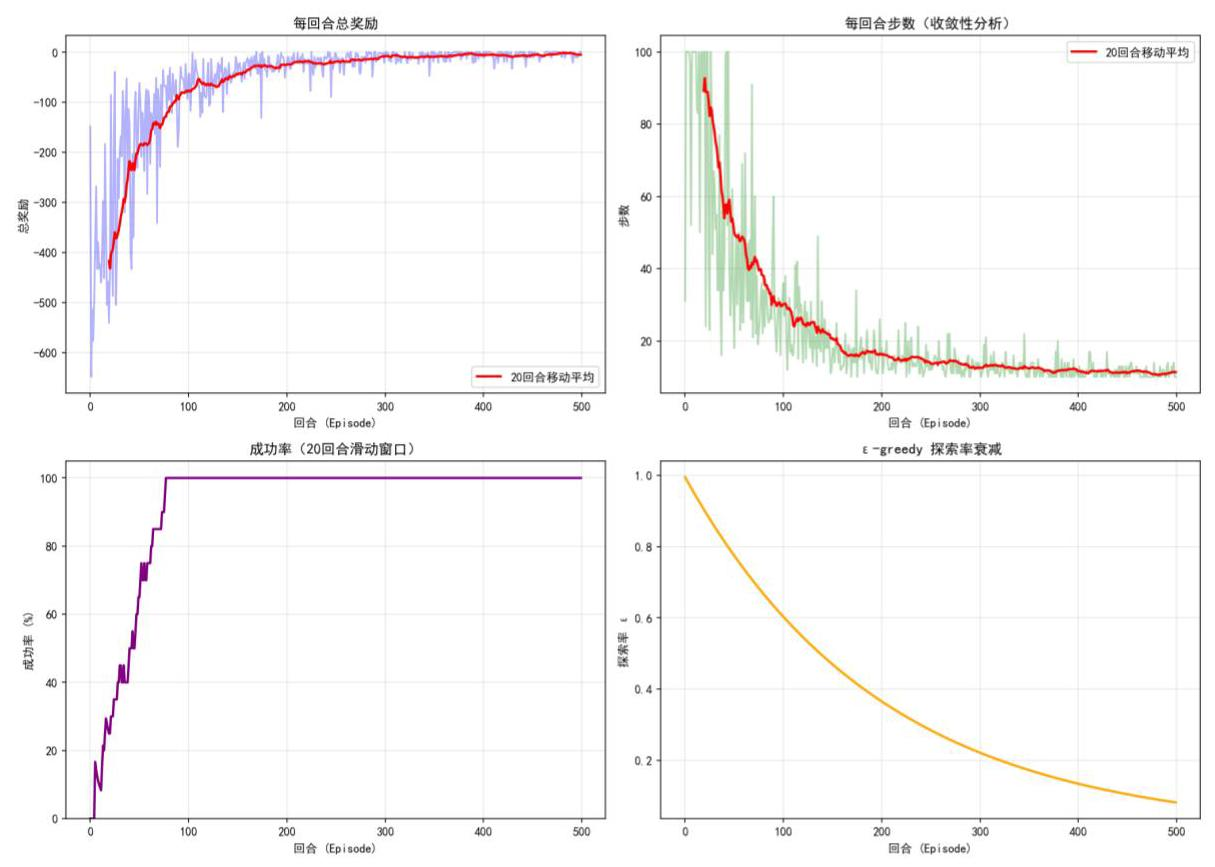 每回合总奖励
0
−100
−200
−300
−400
−500
−600
总奖励
20回合移动平均
0 100 200 300 400 500
回合 (Episode)
每回合步数（收敛性分析）
100
80
60
40
20
步数
20回合移动平均
0 100 200 300 400 500
回合 (Episode)
成功率（20回合滑动窗口）
100
80
60
40
20
0
成功率 (%)
0 100 200 300 400 500
回合 (Episode)
ε-greedy 探索率衰减
1.0
0.8
0.6
0.4
0.2
探索率 ε
0 100 200 300 400 500
回合 (Episode)